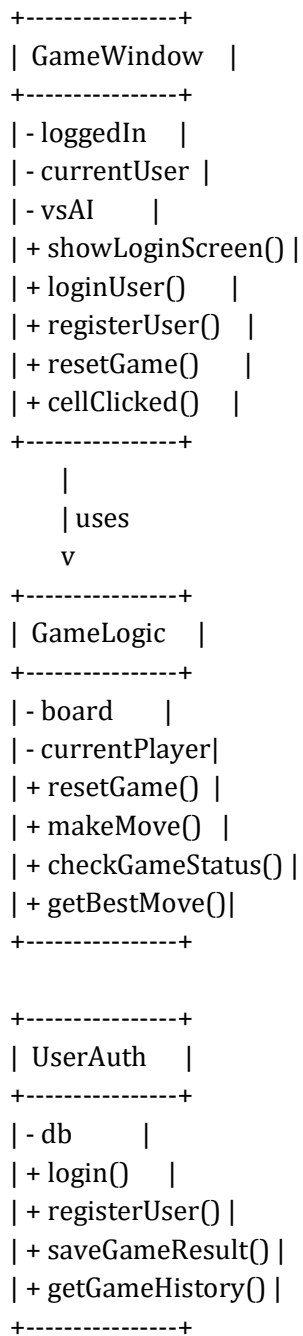 +----------------+
| GameWindow |
+----------------+
| - loggedIn |
| - currentUser |
| - vsAI |
| + showLoginScreen() |
| + loginUser() |
| + registerUser() |
| + resetGame() |
| + cellClicked() |
+----------------+
|
| uses
v
+----------------+
| GameLogic |
+----------------+
| - board |
| - currentPlayer|
| + resetGame() |
| + makeMove() |
| + checkGameStatus() |
| + getBestMove()|
+----------------+
+----------------+
| UserAuth |
+----------------+
| - db |
| + login() |
| + registerUser() |
| + saveGameResult() |
| + getGameHistory() |
+----------------+